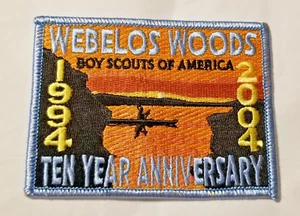 WEBELOS WOODS
BOY SCOUTS OF AMERICA
1994
2004
TEN YEAR ANNIVERSARY